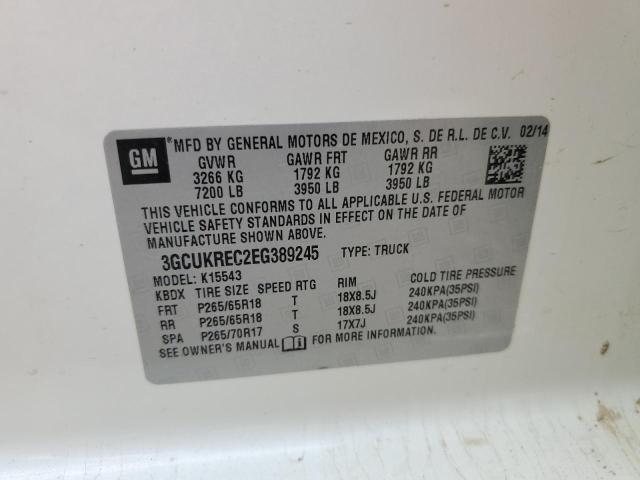 GM ® MFD BY GENERAL MOTORS DE MEXICO, S. DE R.L. DE C.V. 02/14
GVWR GAWR FRT GAWR RR
3266 KG 1792 KG 1792 KG
7200 LB 3950 LB 3950 LB
THIS VEHICLE CONFORMS TO ALL APPLICABLE U.S. FEDERAL MOTOR
VEHICLE SAFETY STANDARDS IN EFFECT ON THE DATE OF
MANUFACTURE SHOWN ABOVE.
3GCUKREC2EG389245 TYPE: TRUCK
MODEL: K15543
KBDX TIRE SIZE SPEED RTG RIM COLD TIRE PRESSURE
FRT P265/65R18 T 18X8.5J 240KPA(35PSI)
RR P265/65R18 T 18X8.5J 240KPA(35PSI)
SPA P265/70R17 S 17X7J 240KPA(35PSI)
SEE OWNER'S MANUAL FOR MORE INFORMATION.